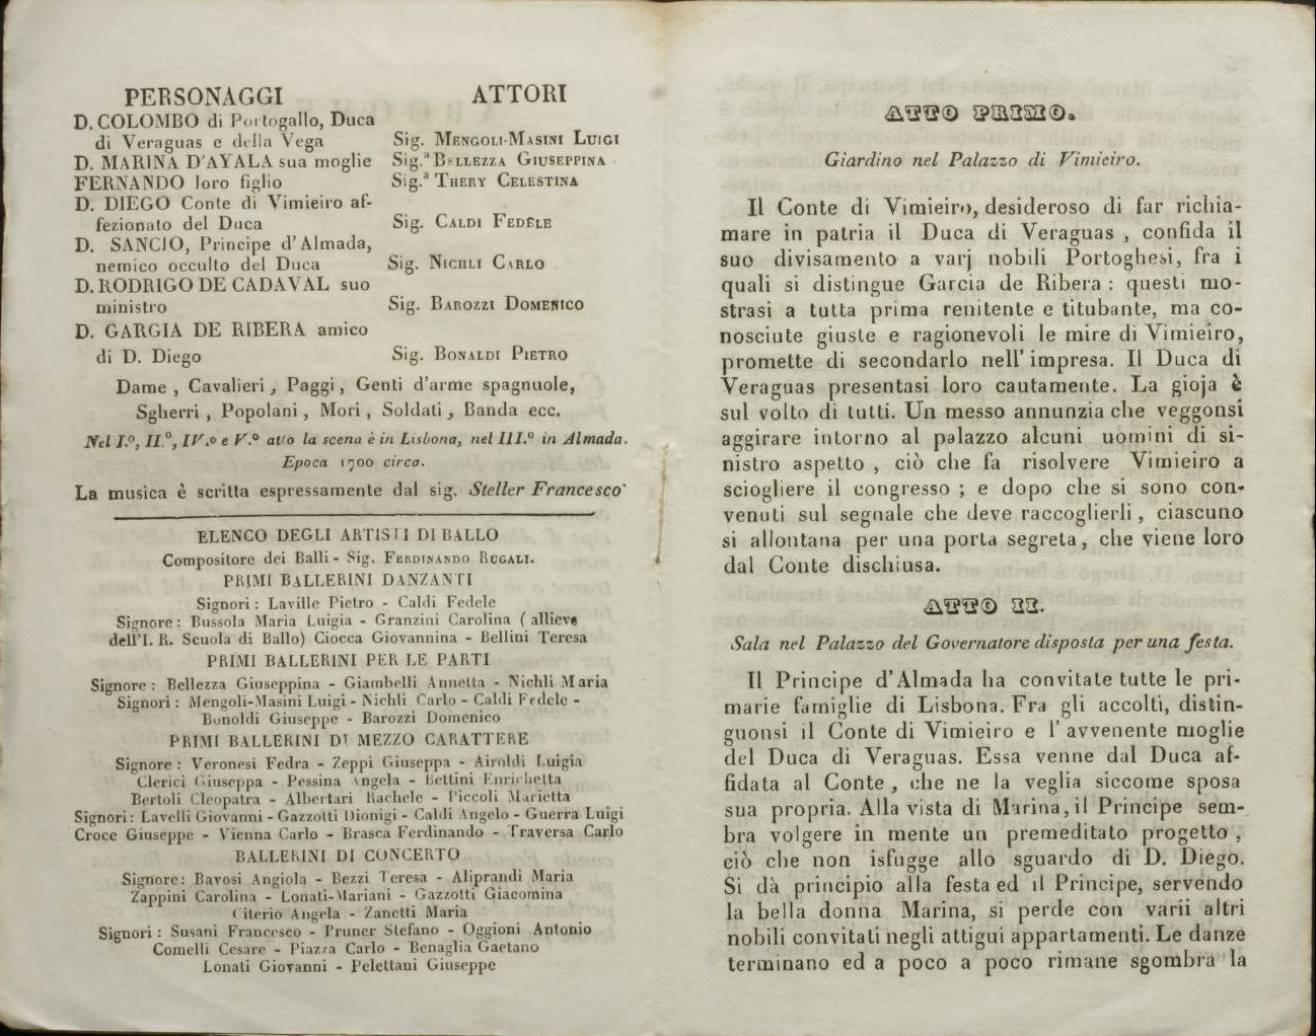 PERSONAGGI ATTORI
D. COLOMBO di Portogallo, Duca
di Veraguas e della Vega Sig. MENGOLI-MASINI LUIGI
D. MARINA D'AYALA sua moglie Sig.ª BELLEZZA GIUSEPPINA
FERNANDO loro figlio Sig.ª THERY CELESTINA
D. DIEGO Conte di Vimieiro af-
fezionato del Duca Sig. CALDI FEDELE
D. SANCIO, Principe d'Almada,
nemico occulto del Duca Sig. NICHLI CARLO
D. RODRIGO DE CADAVAL suo
ministro Sig. BAROZZI DOMENICO
D. GARGIA DE RIBERA amico
di D. Diego Sig. BONALDI PIETRO
Dame , Cavalieri , Paggi , Genti d'arme spagnuole,
Sgherri , Popolani , Mori , Soldati , Banda ecc.
Nel I.º, II.º, IV.º e V.º atto la scena è in Lisbona, nel III.º in Almada.
Epoca 1700 circa.
La musica è scritta espressamente dal sig. Steller Francesco
ELENCO DEGLI ARTISTI DI BALLO
Compositore dei Balli - Sig. FERDINANDO RUGALI.
PRIMI BALLERINI DANZANTI
Signori : Laville Pietro - Caldi Fedele
Signore : Bussola Maria Luigia - Granzini Carolina ( allieve
dell'I. R. Scuola di Ballo) Ciocca Giovannina - Bellini Teresa
PRIMI BALLERINI PER LE PARTI
Signore : Bellezza Giuseppina - Giambelli Annetta - Nichli Maria
Signori : Mengoli-Masini Luigi - Nichli Carlo - Caldi Fedele -
Bonoldi Giuseppe - Barozzi Domenico
PRIMI BALLERINI DI MEZZO CARATTERE
Signore : Veronesi Fedra - Zeppi Giuseppa - Airoldi Luigia
Clerici Giuseppa - Pessina Angela - Bettini Enrichetta
Bertoli Cleopatra - Albertari Rachele - Piccoli Marietta
Signori : Lavelli Giovanni - Gazzotti Dionigi - Caldi Angelo - Guerra Luigi
Croce Giuseppe - Vienna Carlo - Brasca Ferdinando - Traversa Carlo
BALLERINI DI CONCERTO
Signore : Bavosi Angiola - Bezzi Teresa - Aliprandi Maria
Zappini Carolina - Lonati-Mariani - Gazzotti Giacomina
Citerio Angela - Zanetti Maria
Signori : Susani Francesco - Pruner Stefano - Oggioni Antonio
Comelli Cesare - Piazza Carlo - Benaglia Gaetano
Lonati Giovanni - Pelettani Giuseppe
ATTO PRIMO.
Giardino nel Palazzo di Vimieiro.
Il Conte di Vimieiro, desideroso di far richia-
mare in patria il Duca di Veraguas , confida il
suo divisamento a varj nobili Portoghesi, fra i
quali si distingue Garcia de Ribera : questi mo-
strasi a tutta prima renitente e titubante, ma co-
nosciute giuste e ragionevoli le mire di Vimieiro,
promette di secondarlo nell'impresa. Il Duca di
Veraguas presentasi loro cautamente. La gioja è
sul volto di tutti. Un messo annunzia che veggonsi
aggirare intorno al palazzo alcuni uomini di si-
nistro aspetto , ciò che fa risolvere Vimieiro a
sciogliere il congresso ; e dopo che si sono con-
venuti sul segnale che deve raccoglierli , ciascuno
si allontana per una porta segreta, che viene loro
dal Conte dischiusa.
ATTO II.
Sala nel Palazzo del Governatore disposta per una festa.
Il Principe d'Almada ha convitate tutte le pri-
marie famiglie di Lisbona. Fra gli accolti, distin-
guonsi il Conte di Vimieiro e l'avvenente moglie
del Duca di Veraguas. Essa venne dal Duca af-
fidata al Conte , che ne la veglia siccome sposa
sua propria. Alla vista di Marina, il Principe sem-
bra volgere in mente un premeditato progetto ,
ciò che non isfugge allo sguardo di D. Diego.
Si dà principio alla festa ed il Principe, servendo
la bella donna Marina, si perde con varii altri
nobili convitati negli attigui appartamenti. Le danze
terminano ed a poco a poco rimane sgombra la